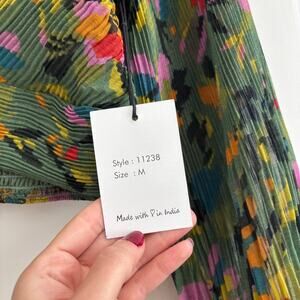 Style : 11238
Size : M
Made with ♡ in India